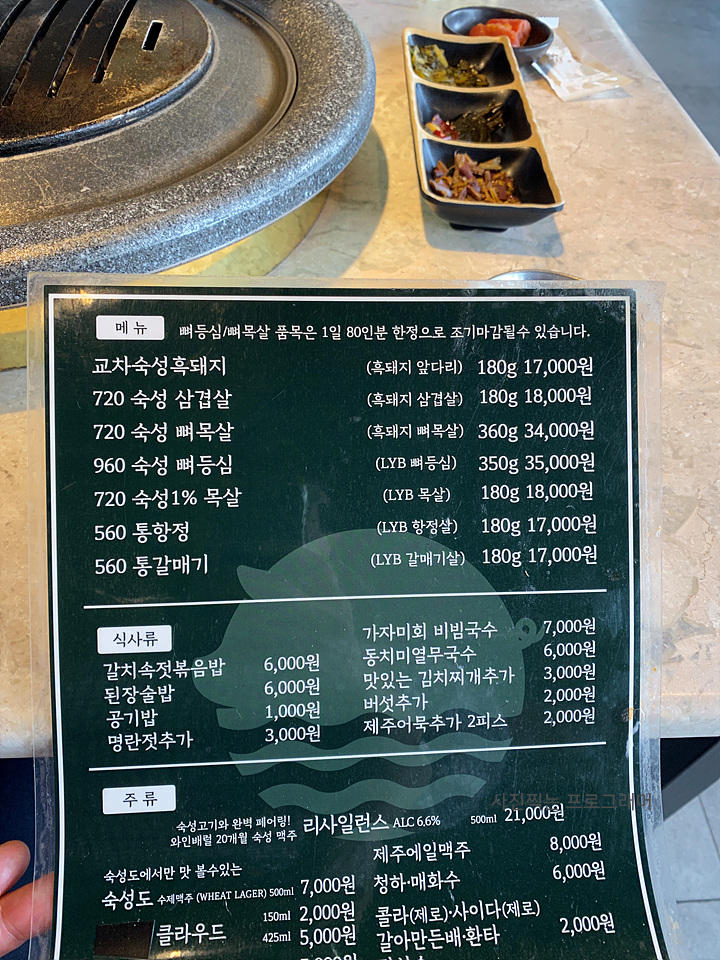 메 뉴 뼈등심/뼈목살 품목은 1일 80인분 한정으로 조기마감될수 있습니다.
교차숙성흑돼지 (흑돼지 앞다리) 180g 17,000원
720 숙성 삼겹살 (흑돼지 삼겹살) 180g 18,000원
720 숙성 뼈목살 (흑돼지 뼈목살) 360g 34,000원
960 숙성 뼈등심 (LYB 뼈등심) 350g 35,000원
720 숙성1% 목살 (LYB 목살) 180g 18,000원
560 통항정 (LYB 항정살) 180g 17,000원
560 통갈매기 (LYB 갈매기살) 180g 17,000원
식사류
갈치속젓볶음밥 6,000원
된장술밥 6,000원
공기밥 1,000원
명란젓추가 3,000원
가자미회 비빔국수 7,000원
동치미열무국수 6,000원
맛있는 김치찌개추가 3,000원
버섯추가 2,000원
제주어묵추가 2피스 2,000원
주 류
사진찍는 프로그래머
숙성고기와 완벽 페어링!
와인배럴 20개월 숙성 맥주
리사일런스 ALC 6,6% 500ml 21,000원
숙성도에서만 맛 볼수있는
숙성도 수제맥주 (WHEAT LAGER) 500ml 7,000원
150ml 2,000원
클라우드 425ml 5,000원
제주에일맥주 8,000원
청하·매화수 6,000원
콜라(제로)·사이다(제로)
갈아만든배·환타 2,000원